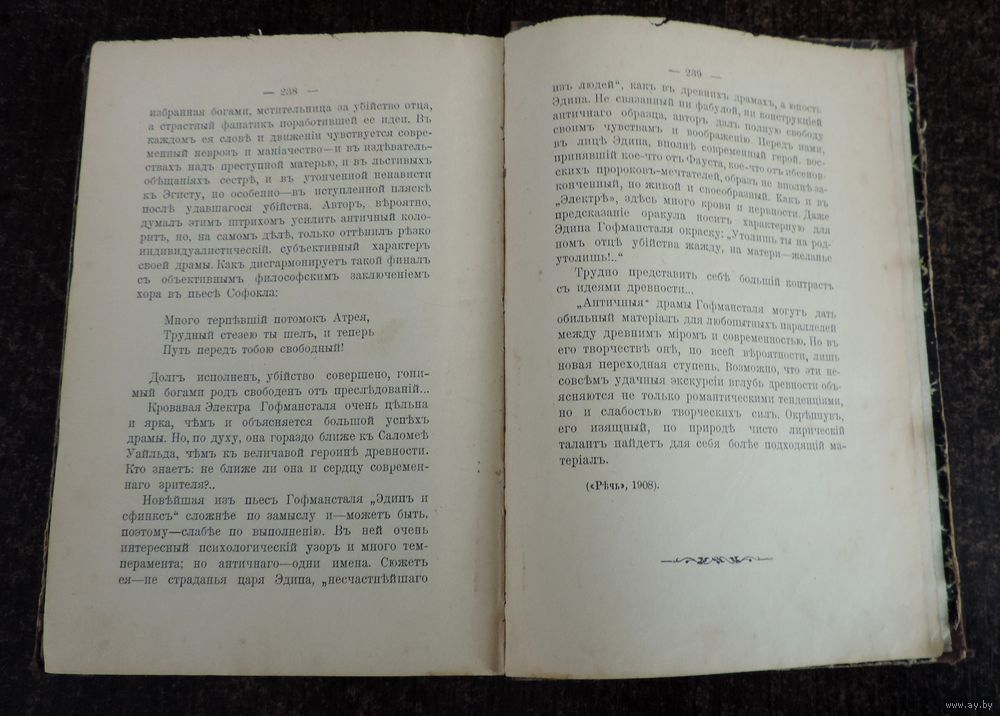 — 238 —
избранная богами, мстительница за убійство отца,
а страстный фанатик поработившей ее идеи. Въ
каждомъ ея словѣ и движеніи чувствуется совре-
менный неврозъ и маніачество—и въ издѣватель-
ствахъ надъ преступной матерью, и въ льстивыхъ
обѣщаніяхъ сестрѣ, и въ утонченной ненависти
къ Эгисту, но особенно—въ иступленной пляскѣ
послѣ удавшагося убійства. Авторъ, вѣроятно,
думалъ этимъ штрихомъ усилить античный коло-
ритъ, но, на самомъ дѣлѣ, только оттѣнилъ рѣзко
индивидуалистическій, субъективный характеръ
своей драмы. Какъ дисгармонируетъ такой финалъ
съ объективнымъ философскимъ заключеніемъ
хора въ пьесѣ Софокла:
Много терпѣвшій потомокъ Атрея,
Трудный стезею ты шелъ, и теперь
Путь передъ тобою свободный!
Долгъ исполненъ, убійство совершено, гони-
мый богами родъ свободенъ отъ преслѣдованій...
Кровавая Электра Гофмансталя очень цѣльна
и ярка, чѣмъ и объясняется большой успѣхъ
драмы. Но, по духу, она гораздо ближе къ Саломеѣ
Уайльда, чѣмъ къ величавой героинѣ древности.
Кто знаетъ: не ближе ли она и сердцу современ-
наго зрителя?..
Новѣйшая изъ пьесъ Гофмансталя „Эдипъ и
сфинксъ“ сложнѣе по замыслу и—можетъ быть,
поэтому—слабѣе по выполненію. Въ ней очень
интересный психологическій узоръ и много тем-
перамента; но античнаго—одни имена. Сюжетъ
ея—не страданья царя Эдипа, „несчастнѣйшаго
— 239 —
изъ людей“, какъ въ древнихъ драмахъ, а юность
Эдипа. Не связанный ни фабулой, ни конструкціей
античнаго образца, авторъ далъ полную свободу
своимъ чувствамъ и воображенію. Передъ нами,
въ лицѣ Эдипа, вполнѣ современный герой, вос-
принявшій кое-что отъ Фауста, кое-что отъ ибсенов-
скихъ пророковъ-мечтателей, образъ не вполнѣ за-
конченный, но живой и своеобразный. Какъ и въ
„Электрѣ“, здѣсь много крови и нервности. Даже
предсказаніе оракула носитъ характерную для
Эдипа Гофмансталя окраску: „Утолишь ты на род-
номъ отцѣ убійства жажду, на матери—желанье
утолишь!..“
Трудно представить себѣ большій контрастъ
съ идеями древности...
„Античныя“ драмы Гофмансталя могутъ дать
обильный матеріалъ для любопытныхъ параллелей
между древнимъ міромъ и современностью. Но въ
его творчествѣ онѣ, по всей вѣроятности, лишь
новая переходная ступень. Возможно, что эти не-
совсѣмъ удачныя экскурсіи вглубь древности объ-
ясняются не только романтическими тенденціями,
но и слабостью творческихъ силъ. Окрѣпнувъ,
его изящный, по природѣ чисто лирическій
талантъ найдетъ для себя болѣе подходящій ма-
теріалъ.
(«Рѣчь», 1908).
www.ay.by